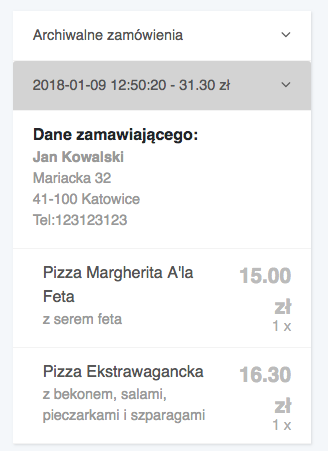 Archiwalne zamówienia
2018-01-09 12:50:20 - 31.30 zł
Dane zamawiającego:
Jan Kowalski
Mariacka 32
41-100 Katowice
Tel:123123123
Pizza Margherita A'la
Feta
z serem feta
15.00
zł
1 x
Pizza Ekstrawagancka
z bekonem, salami,
pieczarkami i szparagami
16.30
zł
1 x